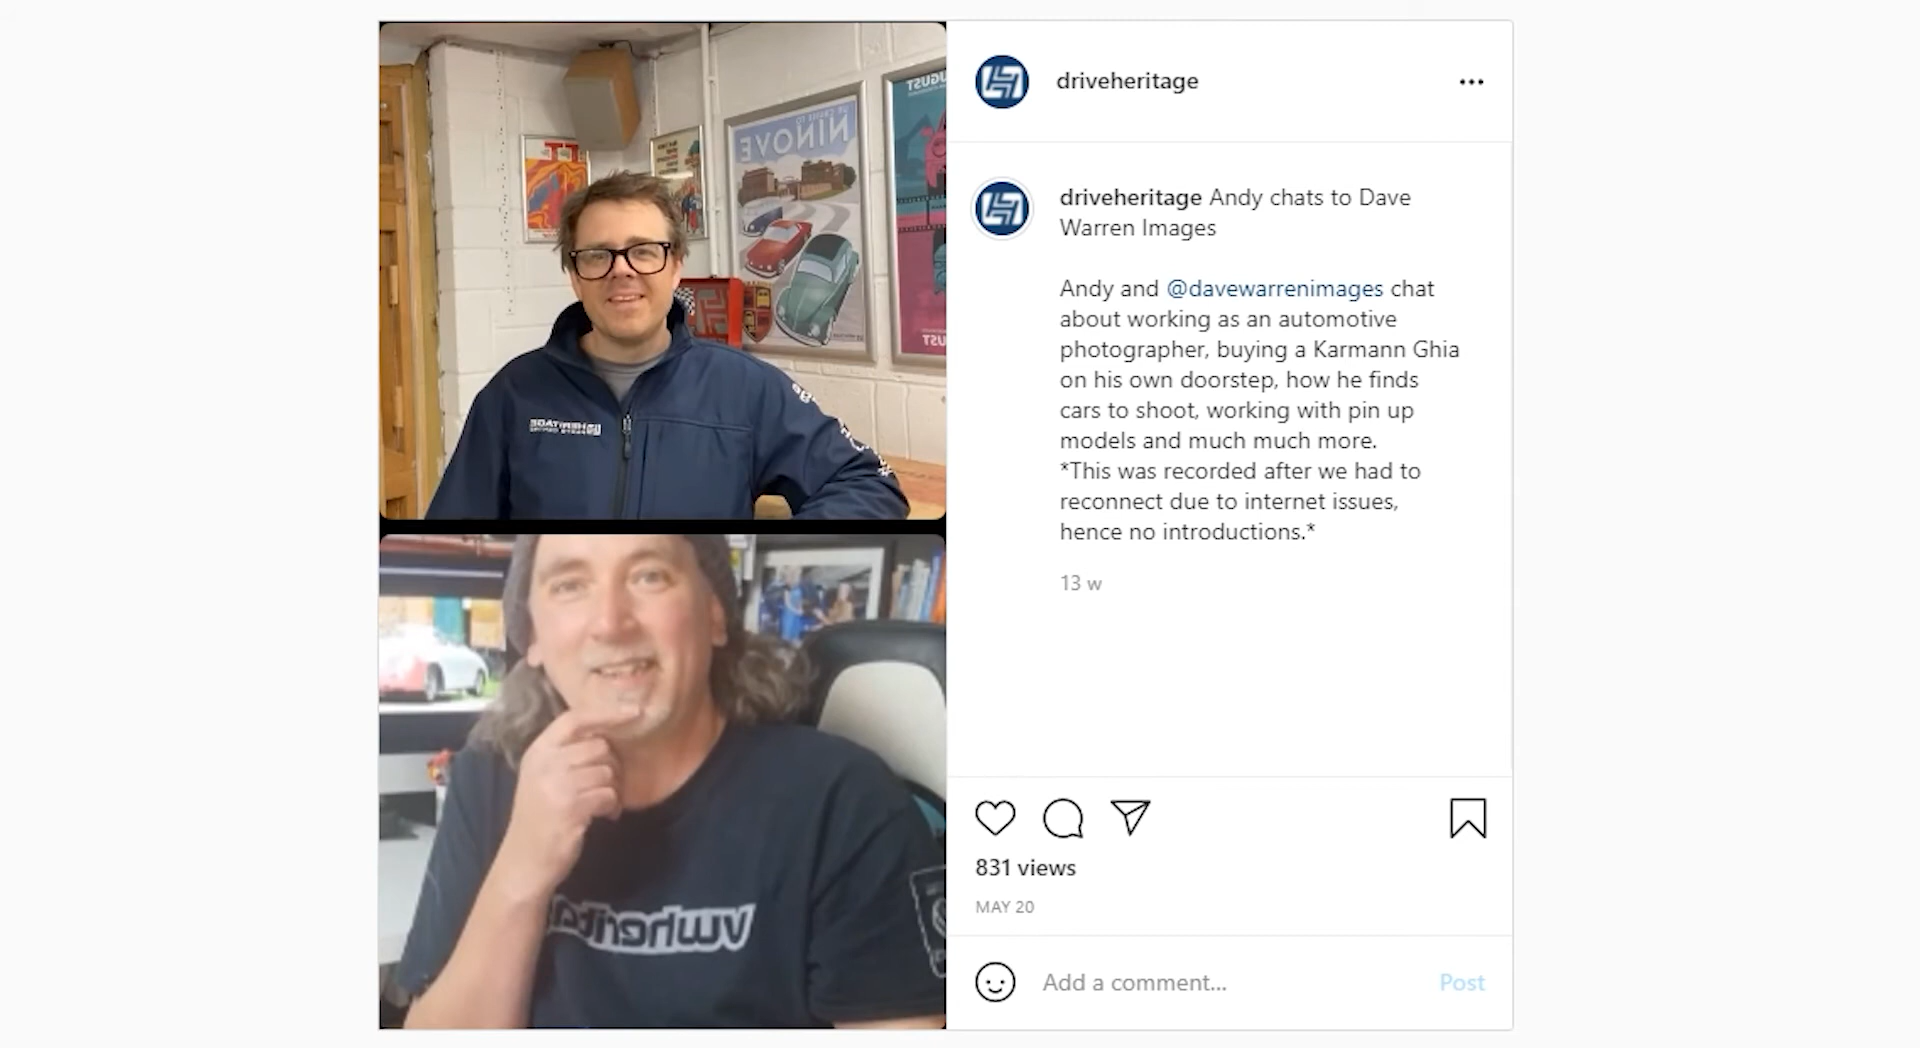 NINOVE
driveheritage
driveheritage Andy chats to Dave
Warren Images
Andy and @davewarrenimages chat
about working as an automotive
photographer, buying a Karmann Ghia
on his own doorstep, how he finds
cars to shoot, working with pin up
models and much much more.
*This was recorded after we had to
reconnect due to internet issues,
hence no introductions.*
13 w
831 views
MAY 20
Add a comment...
Post